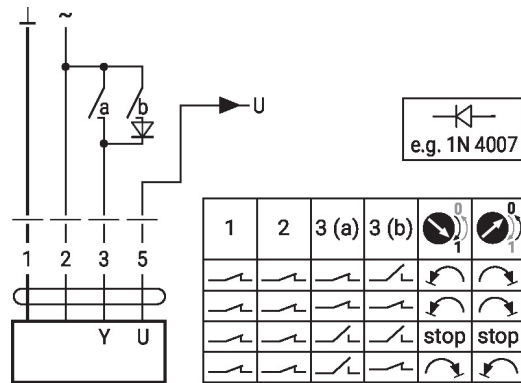 ⊥ ~
a b
U
e.g. 1N 4007
1 2 3 5
Y U
1 2 3 (a) 3 (b) 0 1 0 1
stop stop